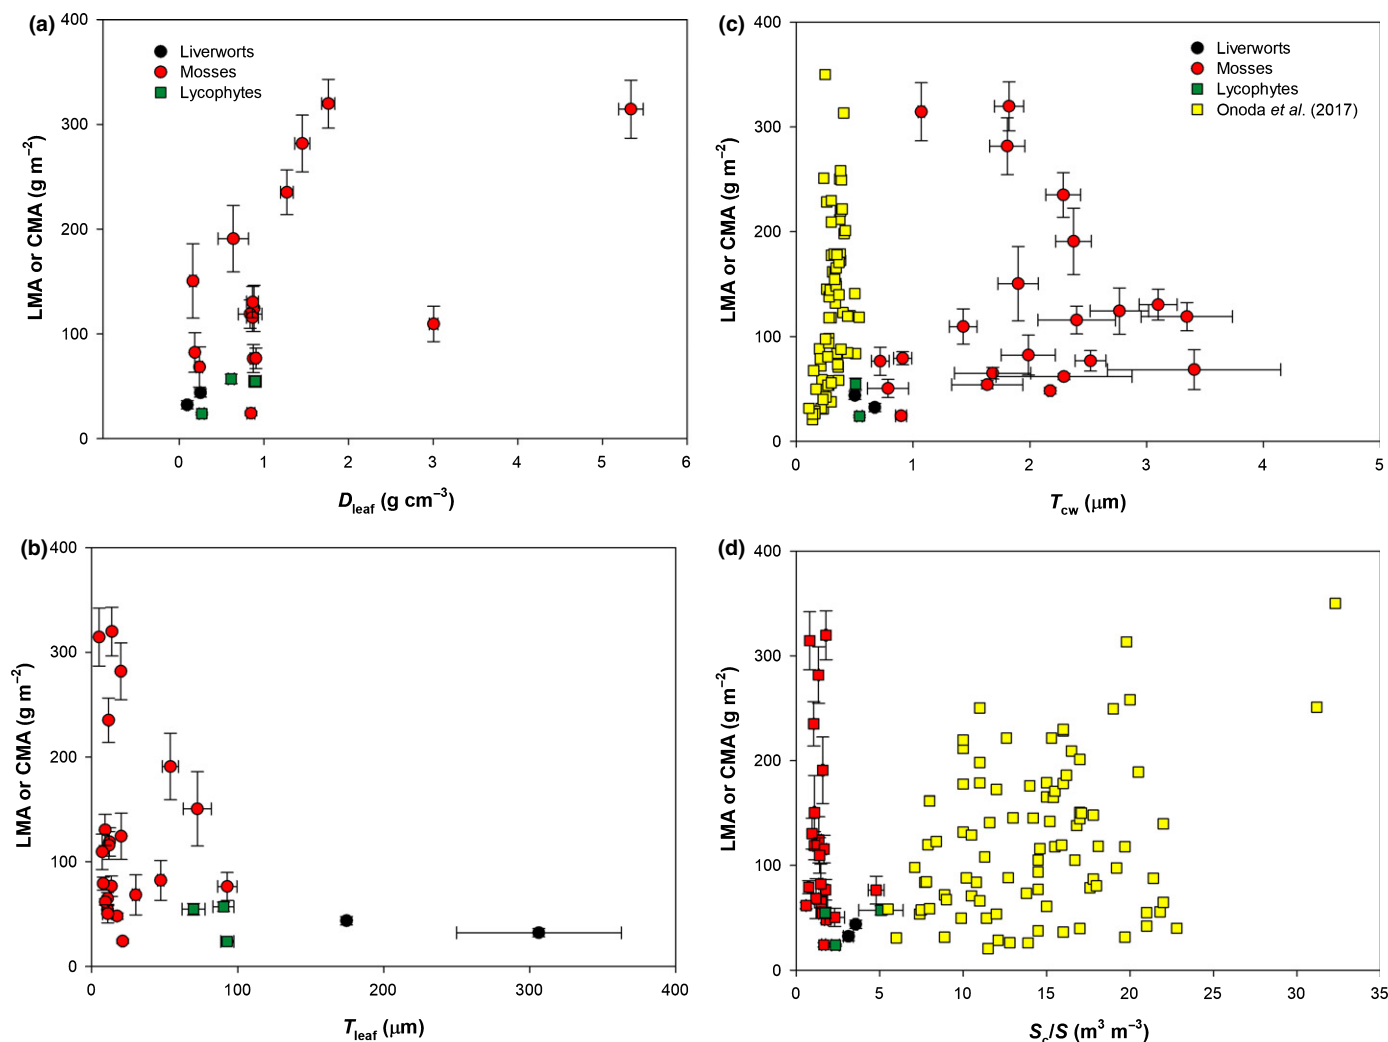 (a)
400
300
200
100
0
LMA or CMA (g m−2)
Liverworts
Mosses
Lycophytes
0 1 2 3 4 5 6
Dleaf (g cm−3)
(c)
400
300
200
100
0
LMA or CMA (g m−2)
Liverworts
Mosses
Lycophytes
Onoda et al. (2017)
0 1 2 3 4 5
Tcw (μm)
(b)
400
300
200
100
0
LMA or CMA (g m−2)
0 100 200 300 400
Tleaf (μm)
(d)
400
300
200
100
0
LMA or CMA (g m−2)
0 5 10 15 20 25 30 35
Sc/S (m3 m−3)